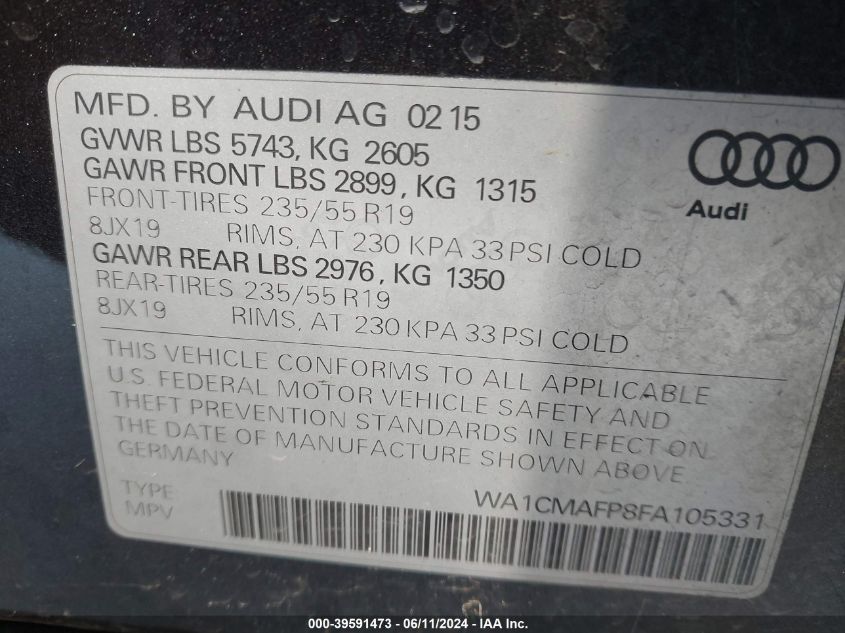 MFD. BY AUDI AG 02 15
GVWR LBS 5743, KG 2605
GAWR FRONT LBS 2899, KG 1315
FRONT-TIRES 235/55 R19
8JX19 RIMS, AT 230 KPA 33 PSI COLD
GAWR REAR LBS 2976, KG 1350
REAR-TIRES 235/55 R19
8JX19 RIMS, AT 230 KPA 33 PSI COLD
Audi
THIS VEHICLE CONFORMS TO ALL APPLICABLE
U.S. FEDERAL MOTOR VEHICLE SAFETY AND
THEFT PREVENTION STANDARDS IN EFFECT ON
THE DATE OF MANUFACTURE SHOWN ABOVE
GERMANY
TYPE
MPV
WA1CMAFP8FA105331
000-39591473 - 06/11/2024 - IAA Inc.